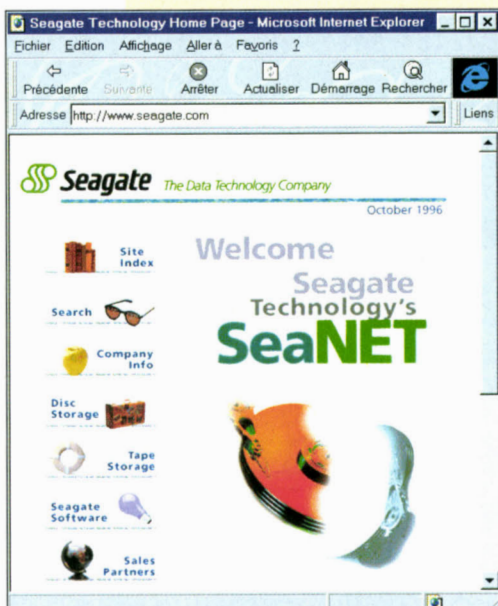 Seagate Technology Home Page - Microsoft Internet Explorer
Fichier Edition Affichage Aller à Favoris ?
Précédente Suivante Arrêter Actualiser Démarrage Rechercher
Adresse http://www.seagate.com Liens
Seagate The Data Technology Company
October 1996
Site
Index
Search
Company
Info
Disc
Storage
Tape
Storage
Seagate
Software
Sales
Partners
Welcome
Seagate
Technology's
SeaNET